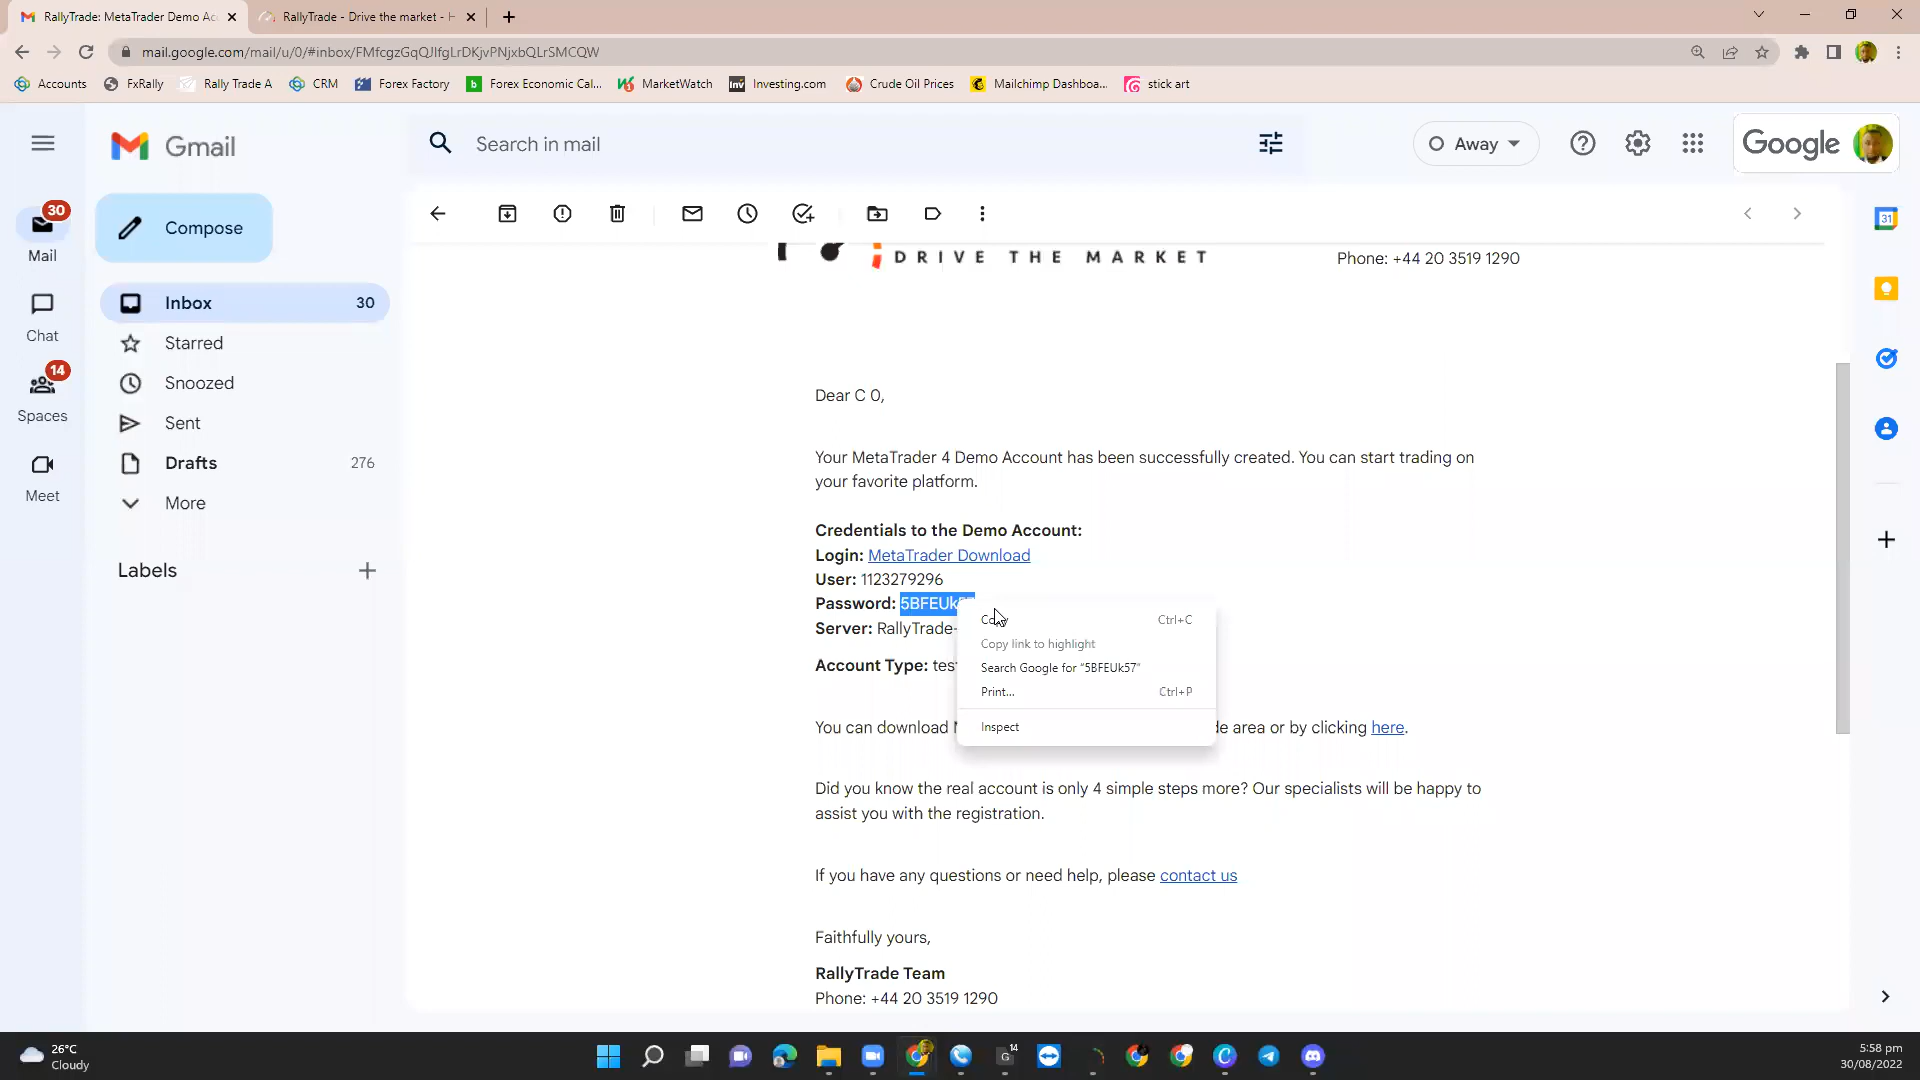 RallyTrade: MetaTrader Demo Ac
RallyTrade - Drive the market - H
mail.google.com/mail/u/0/#inbox/FMfcgzGqQJlfgLrDKjvPNjxbQLrSMCQW
Accounts
FxRally
Rally Trade A
CRM
Forex Factory
Forex Economic Cal...
MarketWatch
Inv
Investing.com
Crude Oil Prices
Mailchimp Dashboa...
stick art
Gmail
Search in mail
Away
Google
30
Mail
Compose
31
Inbox 30
Chat
Starred
14
Spaces
Snoozed
Sent
Meet
Drafts 276
More
Labels
DRIVE THE MARKET
Phone: +44 20 3519 1290
Dear C 0,
Your MetaTrader 4 Demo Account has been successfully created. You can start trading on
your favorite platform.
Credentials to the Demo Account:
Login: MetaTrader Download
User: 1123279296
Password: 5BFEUk57
Server: RallyTrade-
Account Type: test
Copy Ctrl+C
Copy link to highlight
Search Google for "5BFEUk57"
Print... Ctrl+P
Inspect
You can download
de area or by clicking here.
Did you know the real account is only 4 simple steps more? Our specialists will be happy to
assist you with the registration.
If you have any questions or need help, please contact us
Faithfully yours,
RallyTrade Team
Phone: +44 20 3519 1290
26°C
Cloudy
G
14
5:58 pm
30/08/2022